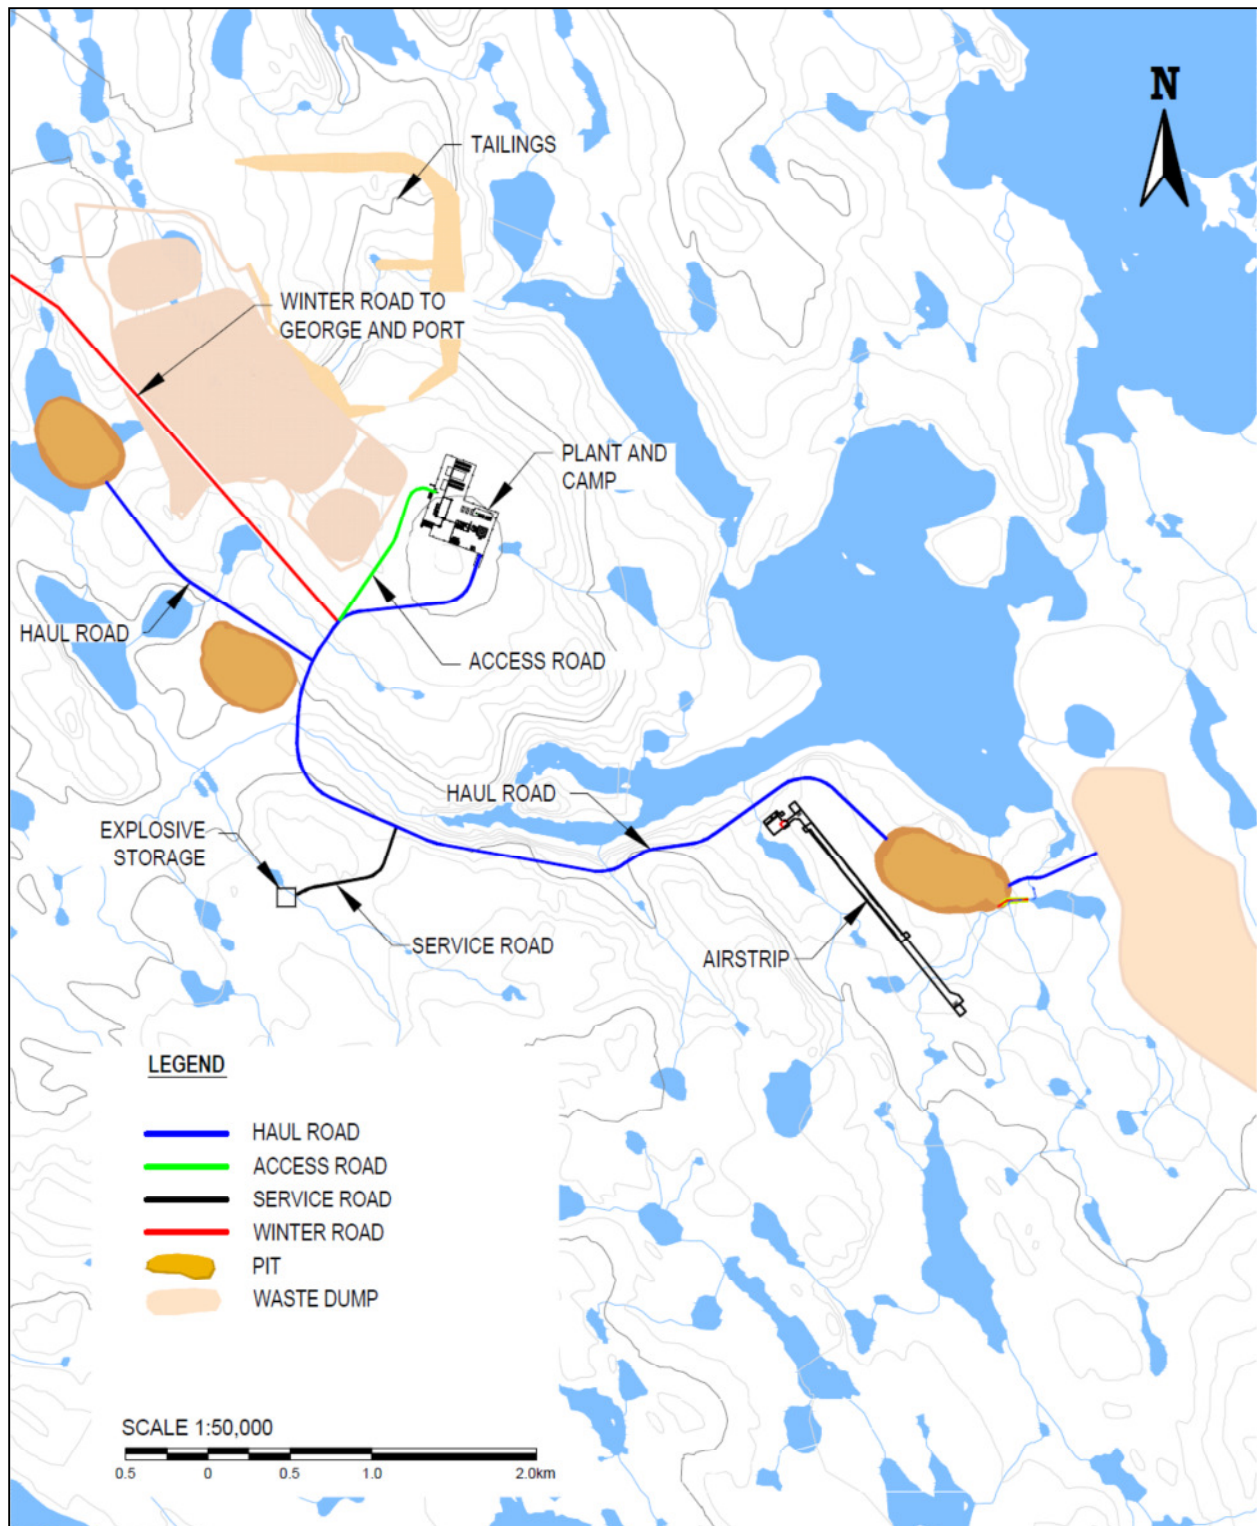 N
TAILINGS
WINTER ROAD TO
GEORGE AND PORT
PLANT AND
CAMP
HAUL ROAD
ACCESS ROAD
HAUL ROAD
EXPLOSIVE
STORAGE
SERVICE ROAD
AIRSTRIP
LEGEND
HAUL ROAD
ACCESS ROAD
SERVICE ROAD
WINTER ROAD
PIT
WASTE DUMP
SCALE 1:50,000
0.5 0 0.5 1.0 2.0km